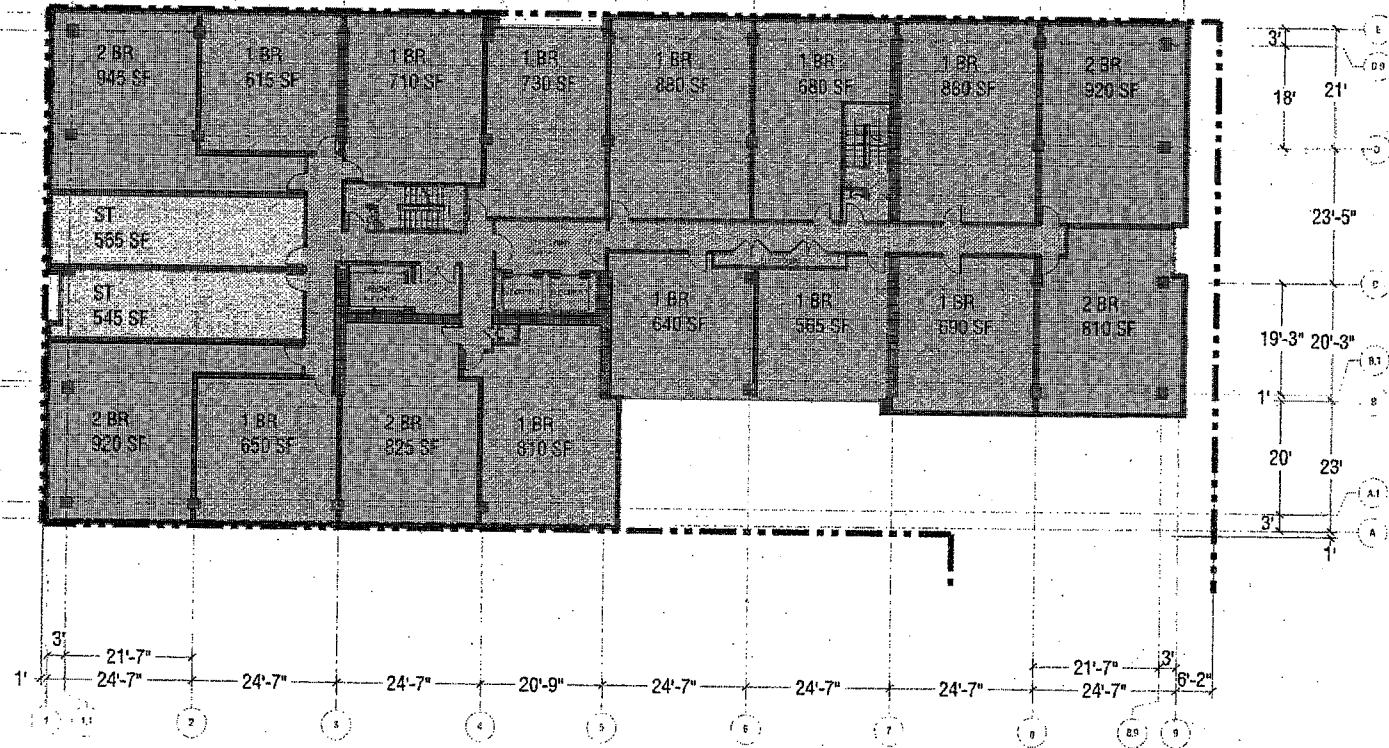 2 BR
945 SF
1 BR
615 SF
1 BR
710 SF
1 BR
730 SF
1 BR
880 SF
1 BR
680 SF
1 BR
860 SF
2 BR
920 SF
ST
565 SF
ST
545 SF
1 BR
640 SF
1 BR
565 SF
1 BR
690 SF
2 BR
810 SF
2 BR
920 SF
1 BR
650 SF
2 BR
825 SF
1 BR
810 SF
3'
18'
21'
23'-5"
19'-3"
20'-3"
1'
20'
23'
3'
1'
E
D.9
D
C
B.1
B
A.1
A
3'
21'-7"
21'-7"
3'
1'
24'-7"
24'-7"
24'-7"
20'-9"
24'-7"
24'-7"
24'-7"
24'-7"
6'-2"
1
1.1
2
3
4
5
6
7
8
8.9
9